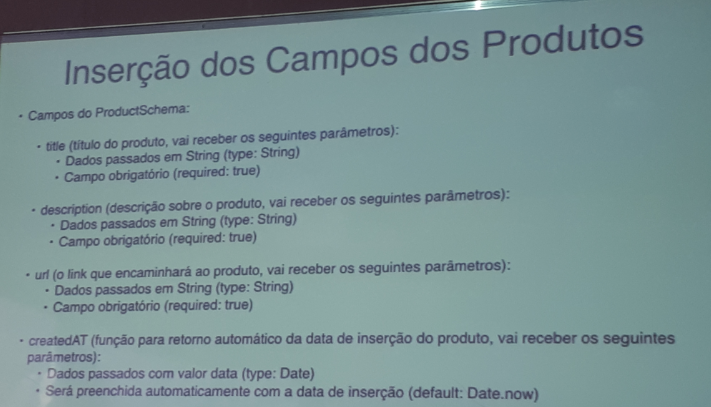 Inserção dos Campos dos Produtos
• Campos do ProductSchema:
• title (título do produto, vai receber os seguintes parâmetros):
• Dados passados em String (type: String)
• Campo obrigatório (required: true)
• description (descrição sobre o produto, vai receber os seguintes parâmetros):
• Dados passados em String (type: String)
• Campo obrigatório (required: true)
• url (o link que encaminhará ao produto, vai receber os seguintes parâmetros):
• Dados passados em String (type: String)
• Campo obrigatório (required: true)
• createdAT (função para retorno automático da data de inserção do produto, vai receber os seguintes
parâmetros):
• Dados passados com valor data (type: Date)
• Será preenchida automaticamente com a data de inserção (default: Date.now)